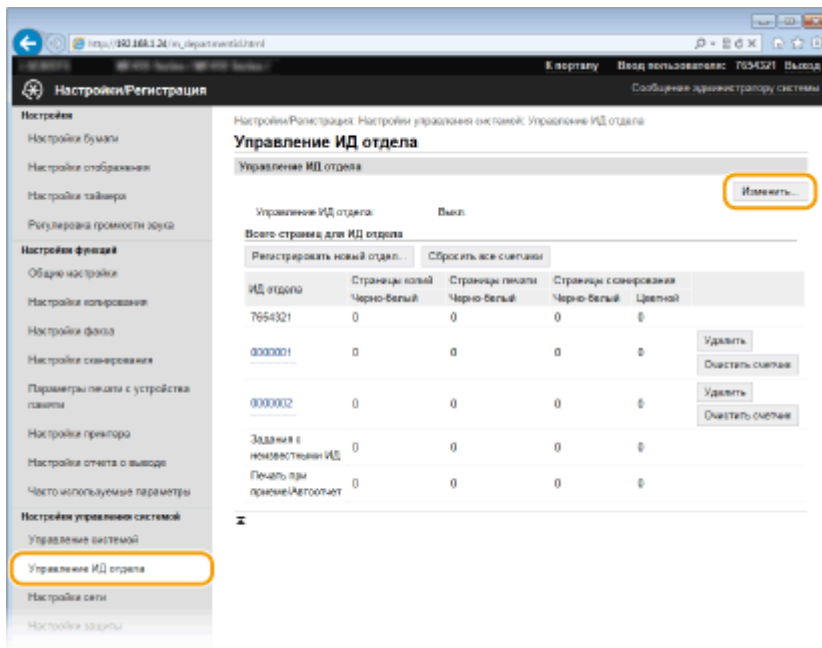 http://192.168.1.24/m_departmentid.html
К порталу Вход пользователя: 7654321 Выход
Настройки/Регистрация
Сообщение администратору системы
Настройки
Настройки бумаги
Настройки отображения
Настройки таймера
Регулировка громкости звука
Настройки функций
Общие настройки
Настройки копирования
Настройки факса
Настройки сканирования
Параметры печати с устройства
памяти
Настройки принтера
Настройки отчета о выводе
Часто используемые параметры
Настройки управления системой
Управление системой
Управление ИД отдела
Настройки сети
Настройки защиты
Настройки/Регистрация: Настройки управления системой: Управление ИД отдела
Управление ИД отдела
Управление ИД отдела
Изменить...
Управление ИД отдела: Выкл.
Всего страниц для ИД отдела
Регистрировать новый отдел... Сбросить все счетчики
ИД отдела Страницы копий Страницы печати Страницы сканирования
Черно-белый Черно-белый Черно-белый Цветной
7654321 0 0 0 0
0000001 0 0 0 0 Удалить
Очистить счетчик
0000002 0 0 0 0 Удалить
Очистить счетчик
Задания с
неизвестными ИД 0 0 0 0
Печать при
приеме/Автоотчет 0 0 0 0